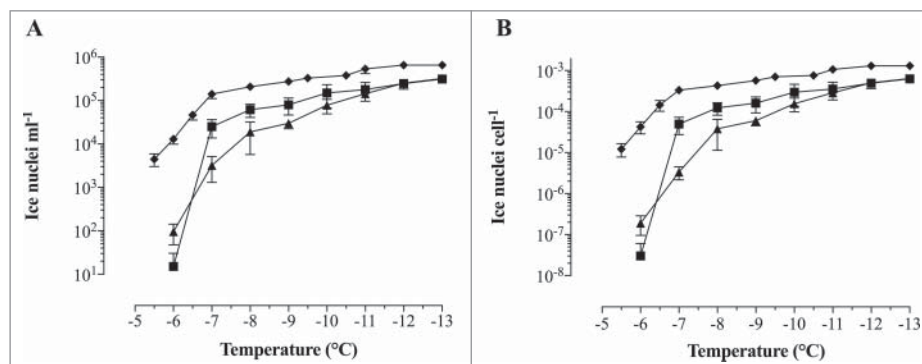 A
Ice nuclei ml⁻¹
10⁶
10⁵
10⁴
10³
10²
10¹
-5 -6 -7 -8 -9 -10 -11 -12 -13
Temperature (°C)
B
Ice nuclei cell⁻¹
10⁻³
10⁻⁴
10⁻⁵
10⁻⁶
10⁻⁷
10⁻⁸
-5 -6 -7 -8 -9 -10 -11 -12 -13
Temperature (°C)